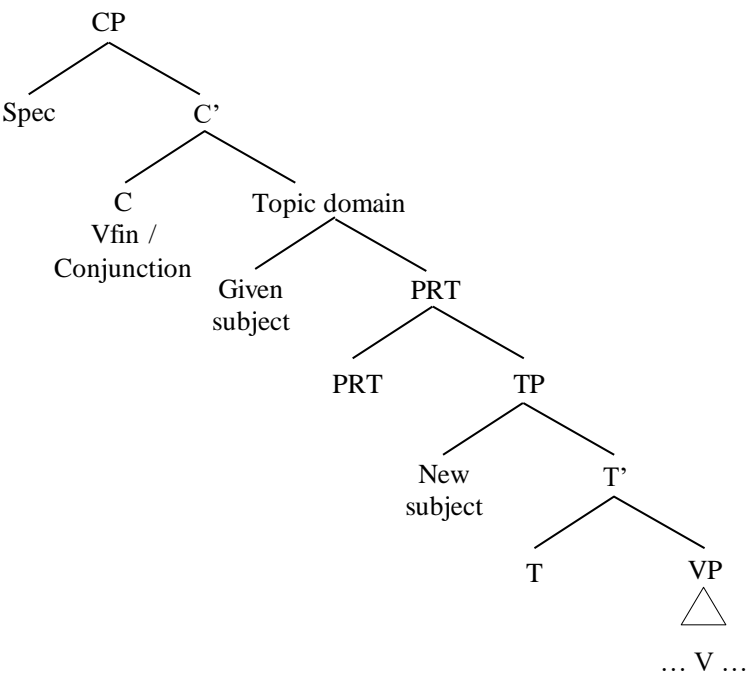 CP
Spec C’
C Topic domain
Vfin /
Conjunction
Given PRT
subject
PRT TP
New T’
subject
T VP
… V …